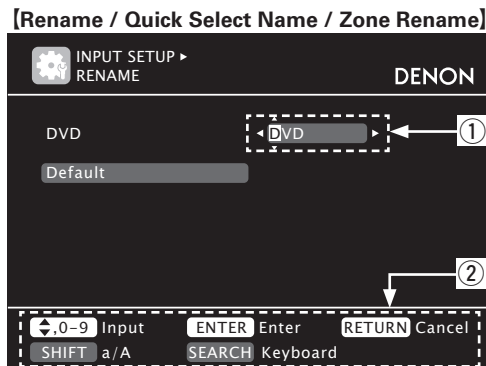 [Rename / Quick Select Name / Zone Rename]
INPUT SETUP ▸
RENAME
DENON
DVD ◂ DVD ▸ ①
Default
②
,0–9 Input ENTER Enter RETURN Cancel
SHIFT a/A SEARCH Keyboard